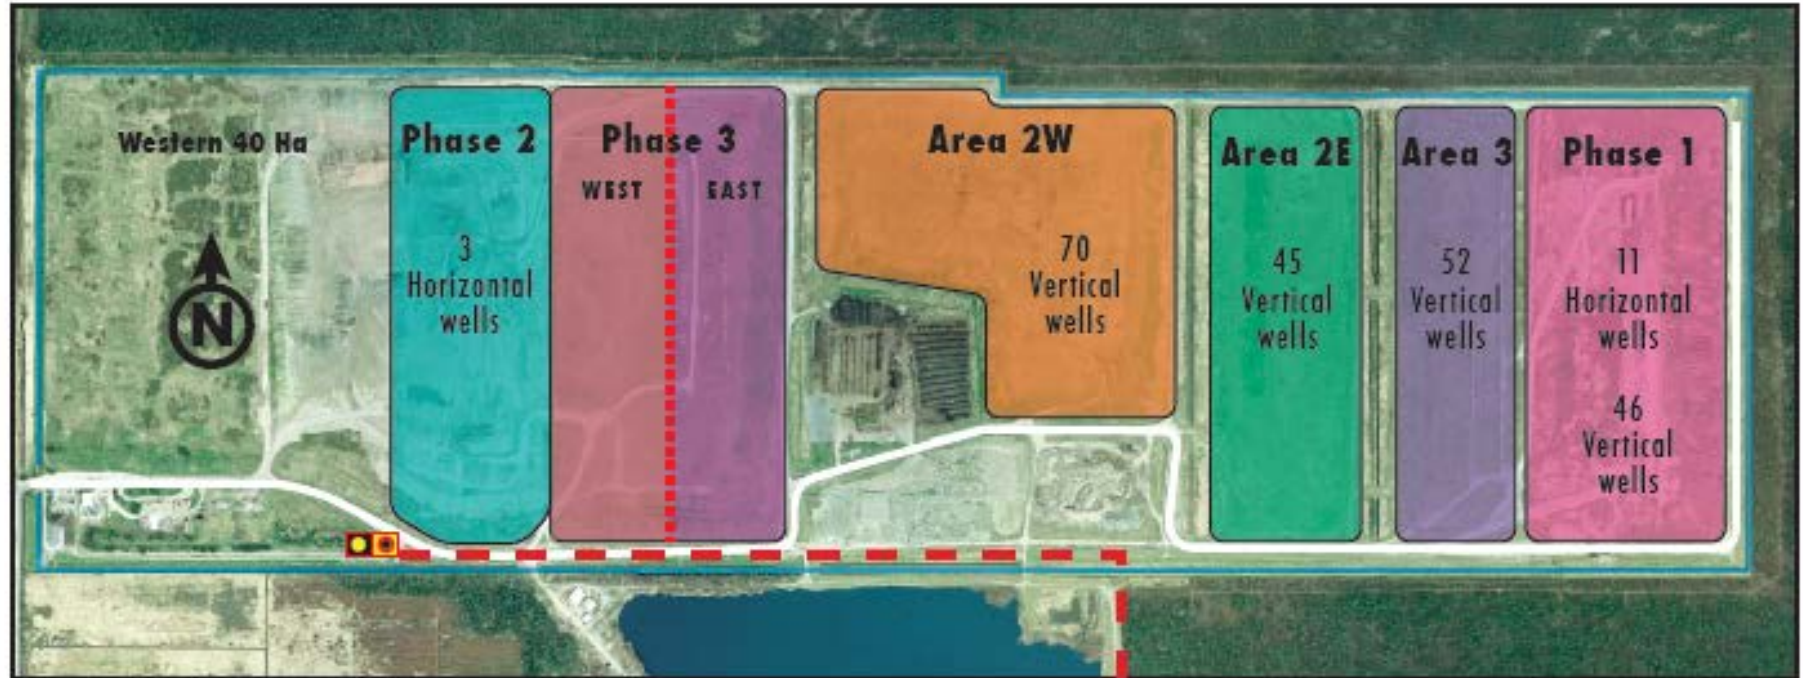 Western 40 Ha
N
Phase 2
3
Horizontal
wells
Phase 3
WEST
EAST
Area 2W
70
Vertical
wells
Area 2E
45
Vertical
wells
Area 3
52
Vertical
wells
Phase 1
11
Horizontal
wells
46
Vertical
wells